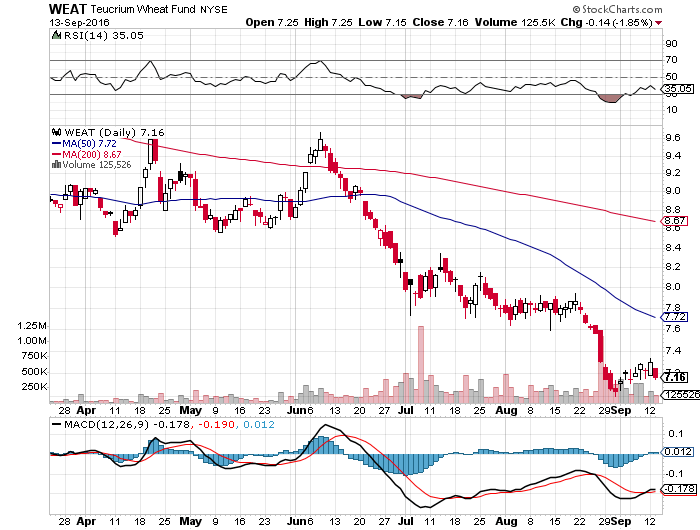 WEAT Teucrium Wheat Fund NYSE © StockCharts.com
13-Sep-2016 Open 7.25 High 7.25 Low 7.15 Close 7.16 Volume 125.5K Chg -0.14 (-1.85%)
RSI(14) 35.05
90
70
50
35.05
30
10
WEAT (Daily) 7.16
MA(50) 7.72
MA(200) 8.67
Volume 125,526
9.6
9.4
9.2
9.0
8.8
8.67
8.6
8.4
8.2
8.0
7.8
7.72
7.6
7.4
7.2
7.16
125526
1.25M
1.00M
750K
500K
250K
28 Apr 11 18 25 May 9 16 23 Jun 6 13 20 27 Jul 11 18 25 Aug 8 15 22 29 Sep 12
MACD(12,26,9) -0.178, -0.190, 0.012
0.1
0.012
-0.1
-0.178
28 Apr 11 18 25 May 9 16 23 Jun 6 13 20 27 Jul 11 18 25 Aug 8 15 22 29 Sep 12